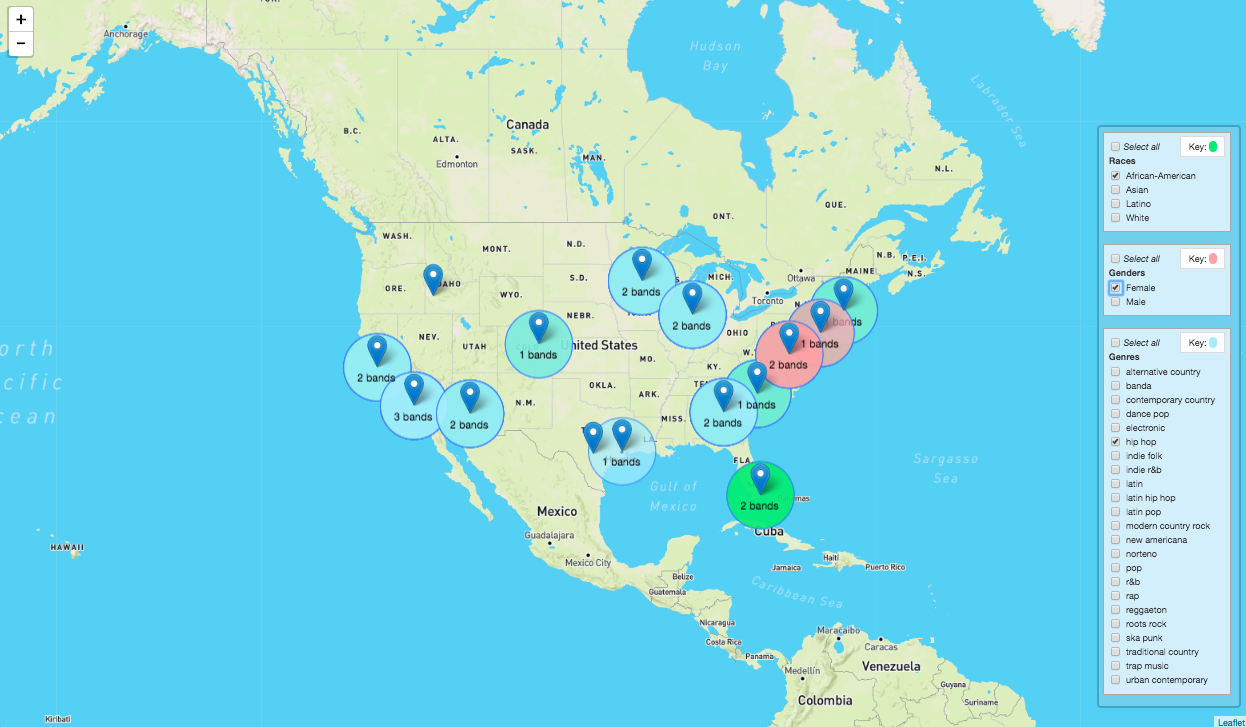 +
−
Anchorage
Hudson
Bay
Labrador Sea
Canada
B.C.
ALTA.
SASK.
MAN.
Edmonton
N.L.
ONT.
QUE.
WASH.
MONT.
N.D.
N.B.
P.E.I.
N.S.
MAINE
Ottawa
Toronto
MICH.
S.D.
ORE.
WYO.
NEBR.
2 bands
2 bands
bands
1 bands
OHIO
NEV.
UTAH
1 bands
United States
MO.
KY.
2 bands
2 bands
3 bands
2 bands
N.M.
OKLA.
ARK.
MISS.
1 bands
2 bands
LA.
1 bands
FLA
2 bands
Gulf of
Mexico
Sargasso
Sea
Mexico
Guadalajara
Mexico City
Cuba
HAWAII
Belize
Guatemala
Jamaica
Haiti
Puerto Rico
Caribbean Sea
Nicaragua
Costa Rica
Panama
Maracaibo
Caracas
Medellín
Venezuela
Guyana
Suriname
Colombia
Kiribati
Select all
Key:
Races
African-American
Asian
Latino
White
Select all
Key:
Genders
Female
Male
Select all
Key:
Genres
alternative country
banda
contemporary country
dance pop
electronic
hip hop
indie folk
indie r&b
latin
latin hip hop
latin pop
modern country rock
new americana
norteno
pop
r&b
rap
reggaeton
roots rock
ska punk
traditional country
trap music
urban contemporary
Leaflet